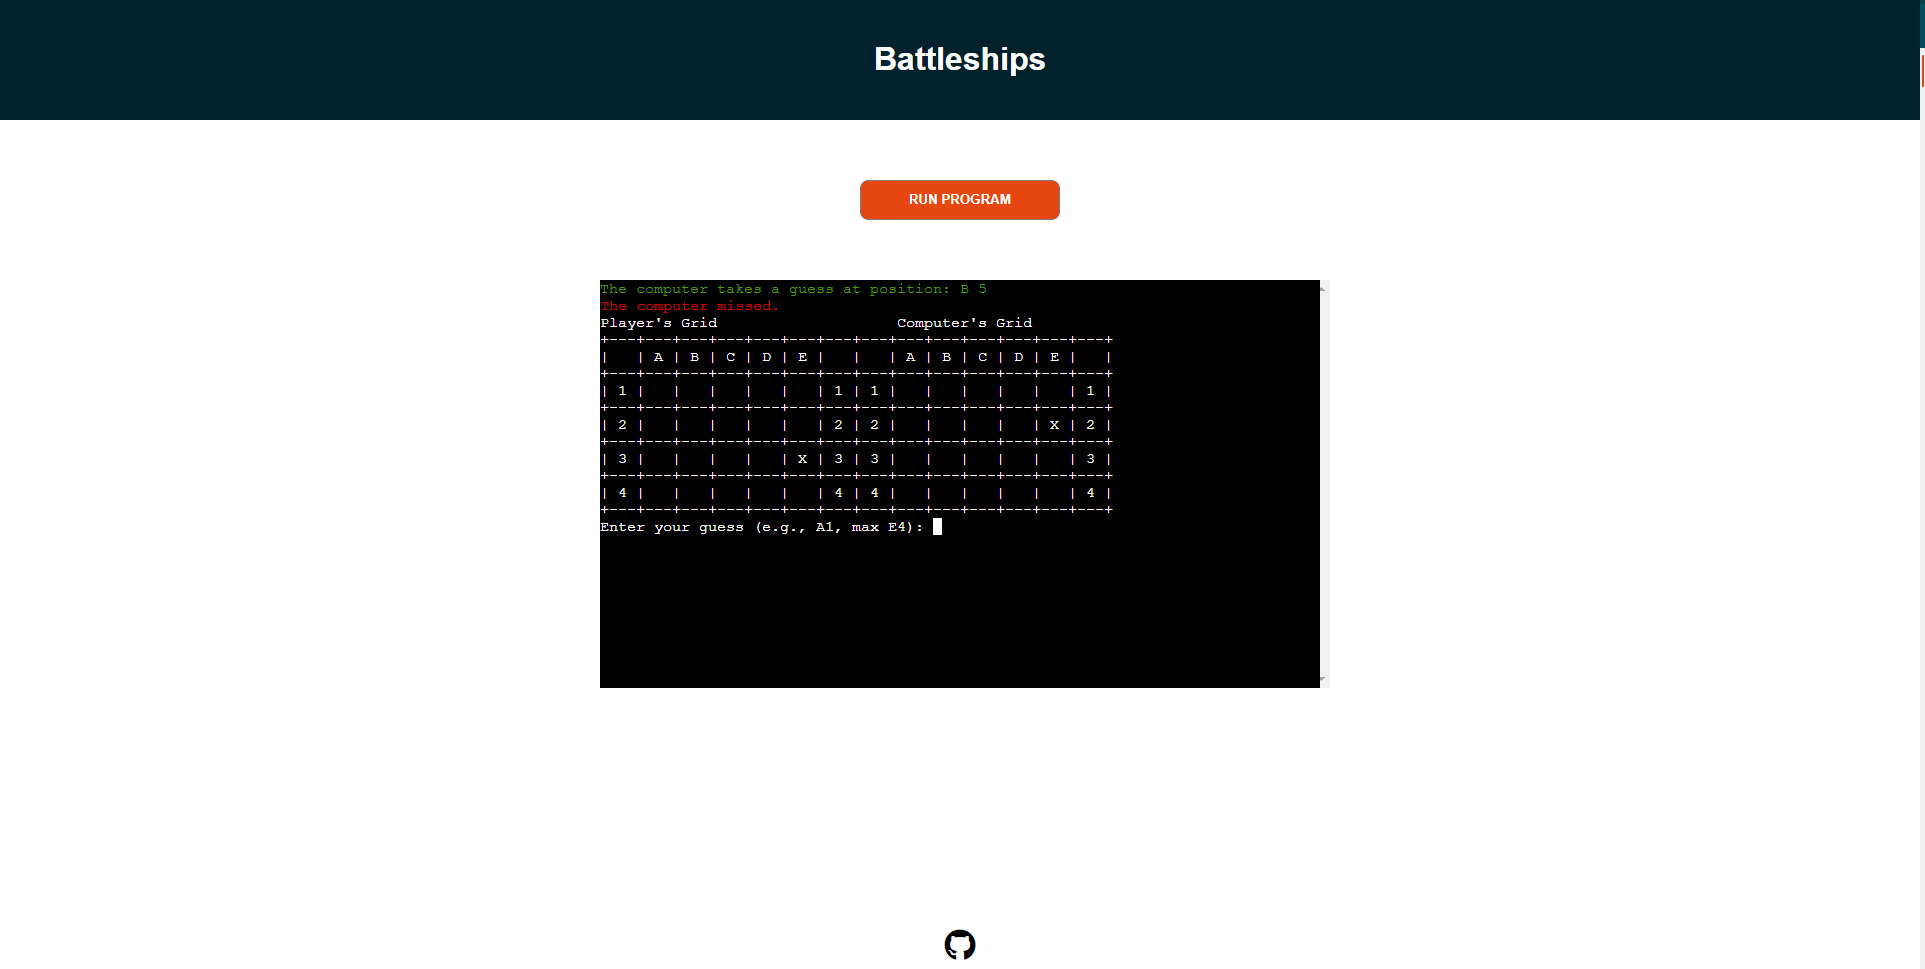 Battleships
RUN PROGRAM
The computer takes a guess at position: B 5
The computer missed.
Player's Grid                    Computer's Grid
+---+---+---+---+---+---+---+---+---+---+---+---+---+---+
|   | A | B | C | D | E |   |   | A | B | C | D | E |   |
+---+---+---+---+---+---+---+---+---+---+---+---+---+---+
| 1 |   |   |   |   |   | 1 | 1 |   |   |   |   |   | 1 |
+---+---+---+---+---+---+---+---+---+---+---+---+---+---+
| 2 |   |   |   |   |   | 2 | 2 |   |   |   |   | X | 2 |
+---+---+---+---+---+---+---+---+---+---+---+---+---+---+
| 3 |   |   |   |   | X | 3 | 3 |   |   |   |   |   | 3 |
+---+---+---+---+---+---+---+---+---+---+---+---+---+---+
| 4 |   |   |   |   |   | 4 | 4 |   |   |   |   |   | 4 |
+---+---+---+---+---+---+---+---+---+---+---+---+---+---+
Enter your guess (e.g., A1, max E4):